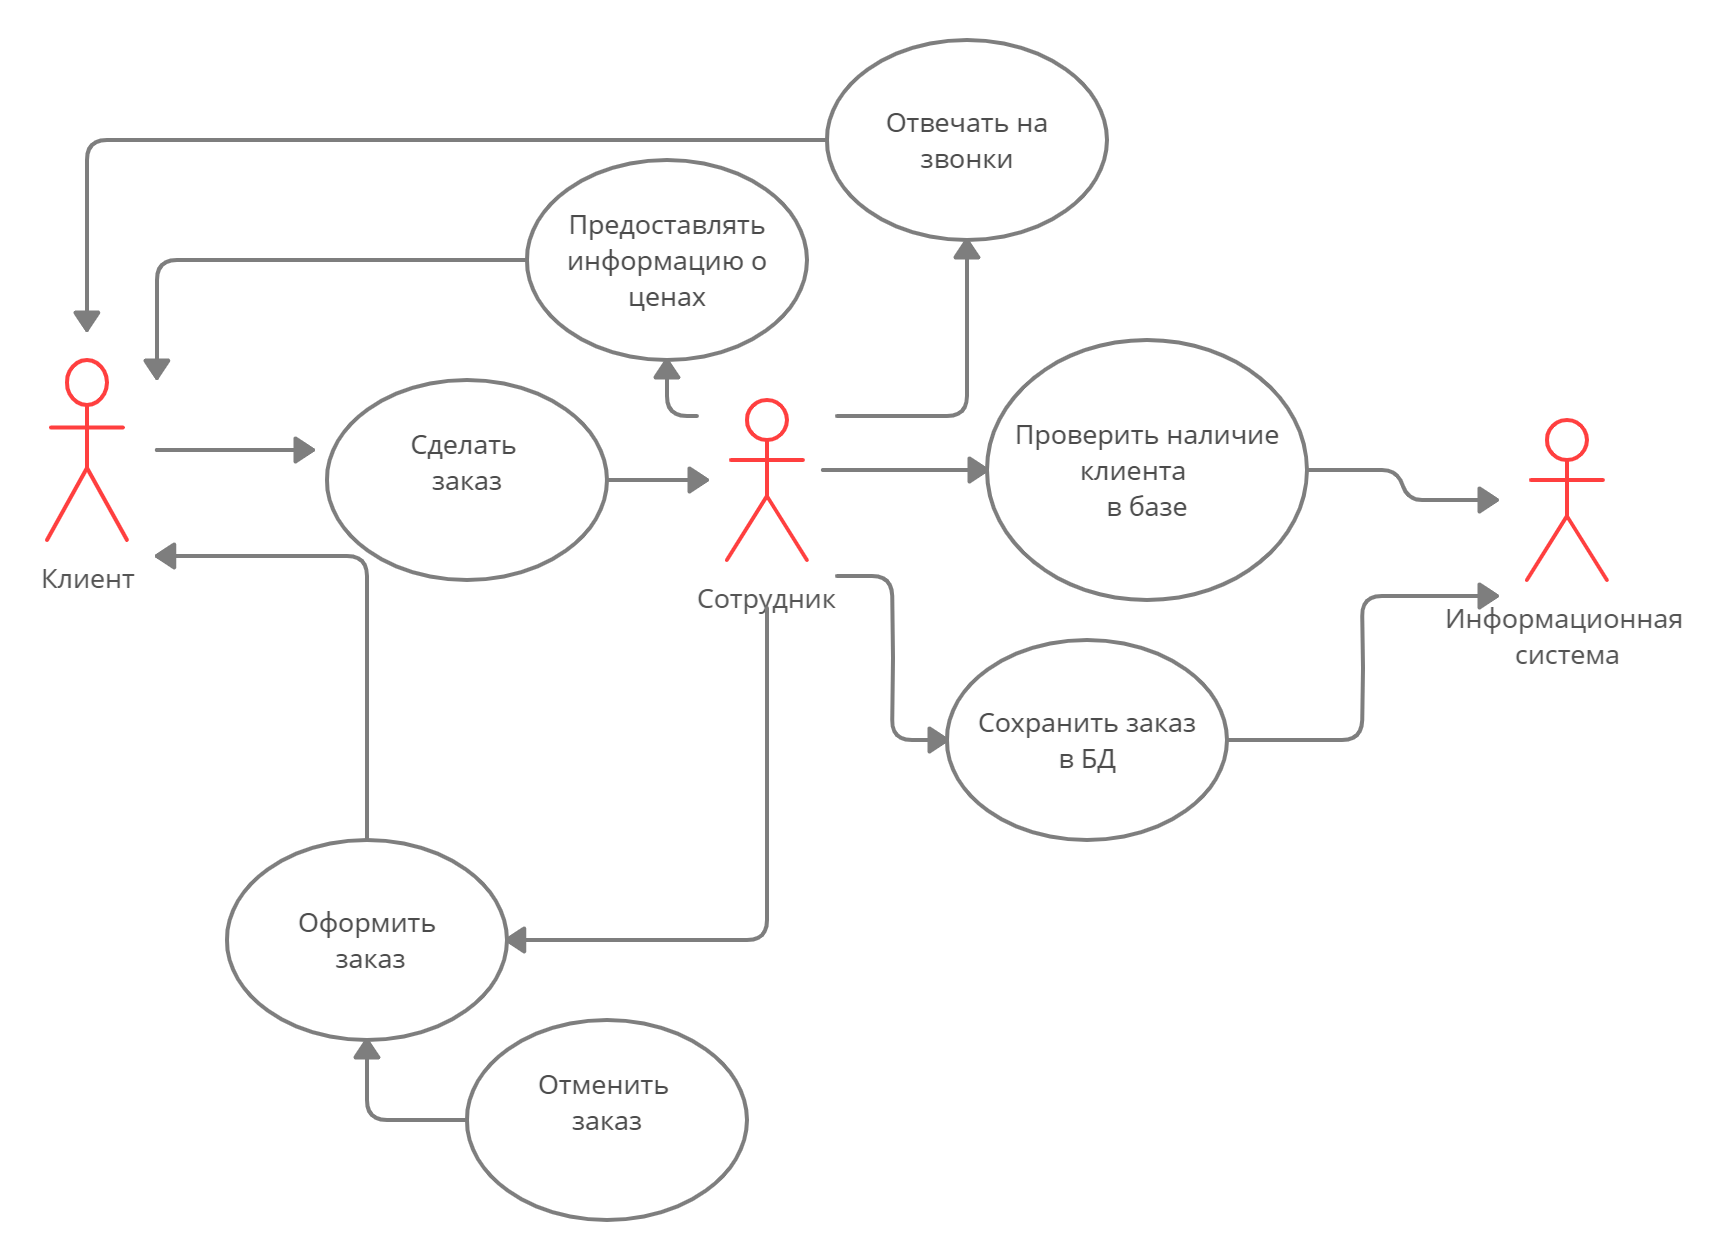 Отвечать на
звонки
Предоставлять
информацию о
ценах
Сделать
заказ
Проверить наличие
клиента
в базе
Клиент
Сотрудник
Информационная
система
Сохранить заказ
в БД
Оформить
заказ
Отменить
заказ